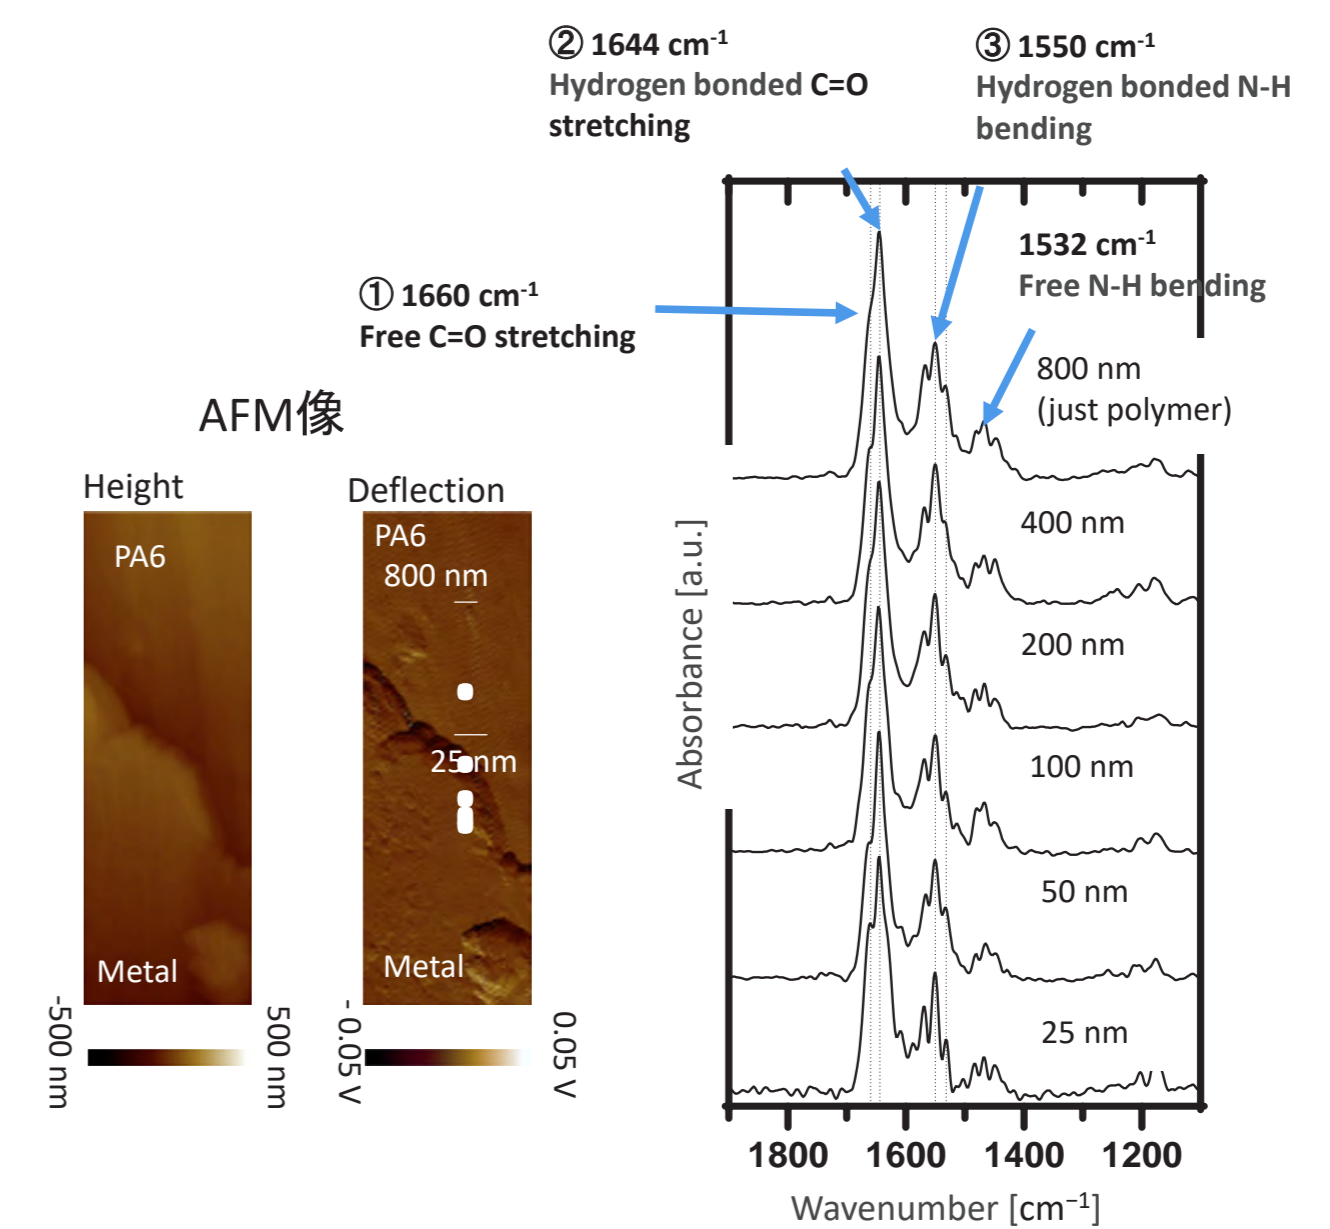 ② 1644 cm⁻¹
Hydrogen bonded C=O
stretching
③ 1550 cm⁻¹
Hydrogen bonded N-H
bending
① 1660 cm⁻¹
Free C=O stretching
1532 cm⁻¹
Free N-H bending
AFM像
Height
PA6
Metal
-500 nm
500 nm
Deflection
PA6
800 nm
25 nm
Metal
- 0.05 V
0.05 V
Absorbance [a.u.]
800 nm
(just polymer)
400 nm
200 nm
100 nm
50 nm
25 nm
1800 1600 1400 1200
Wavenumber [cm⁻¹]